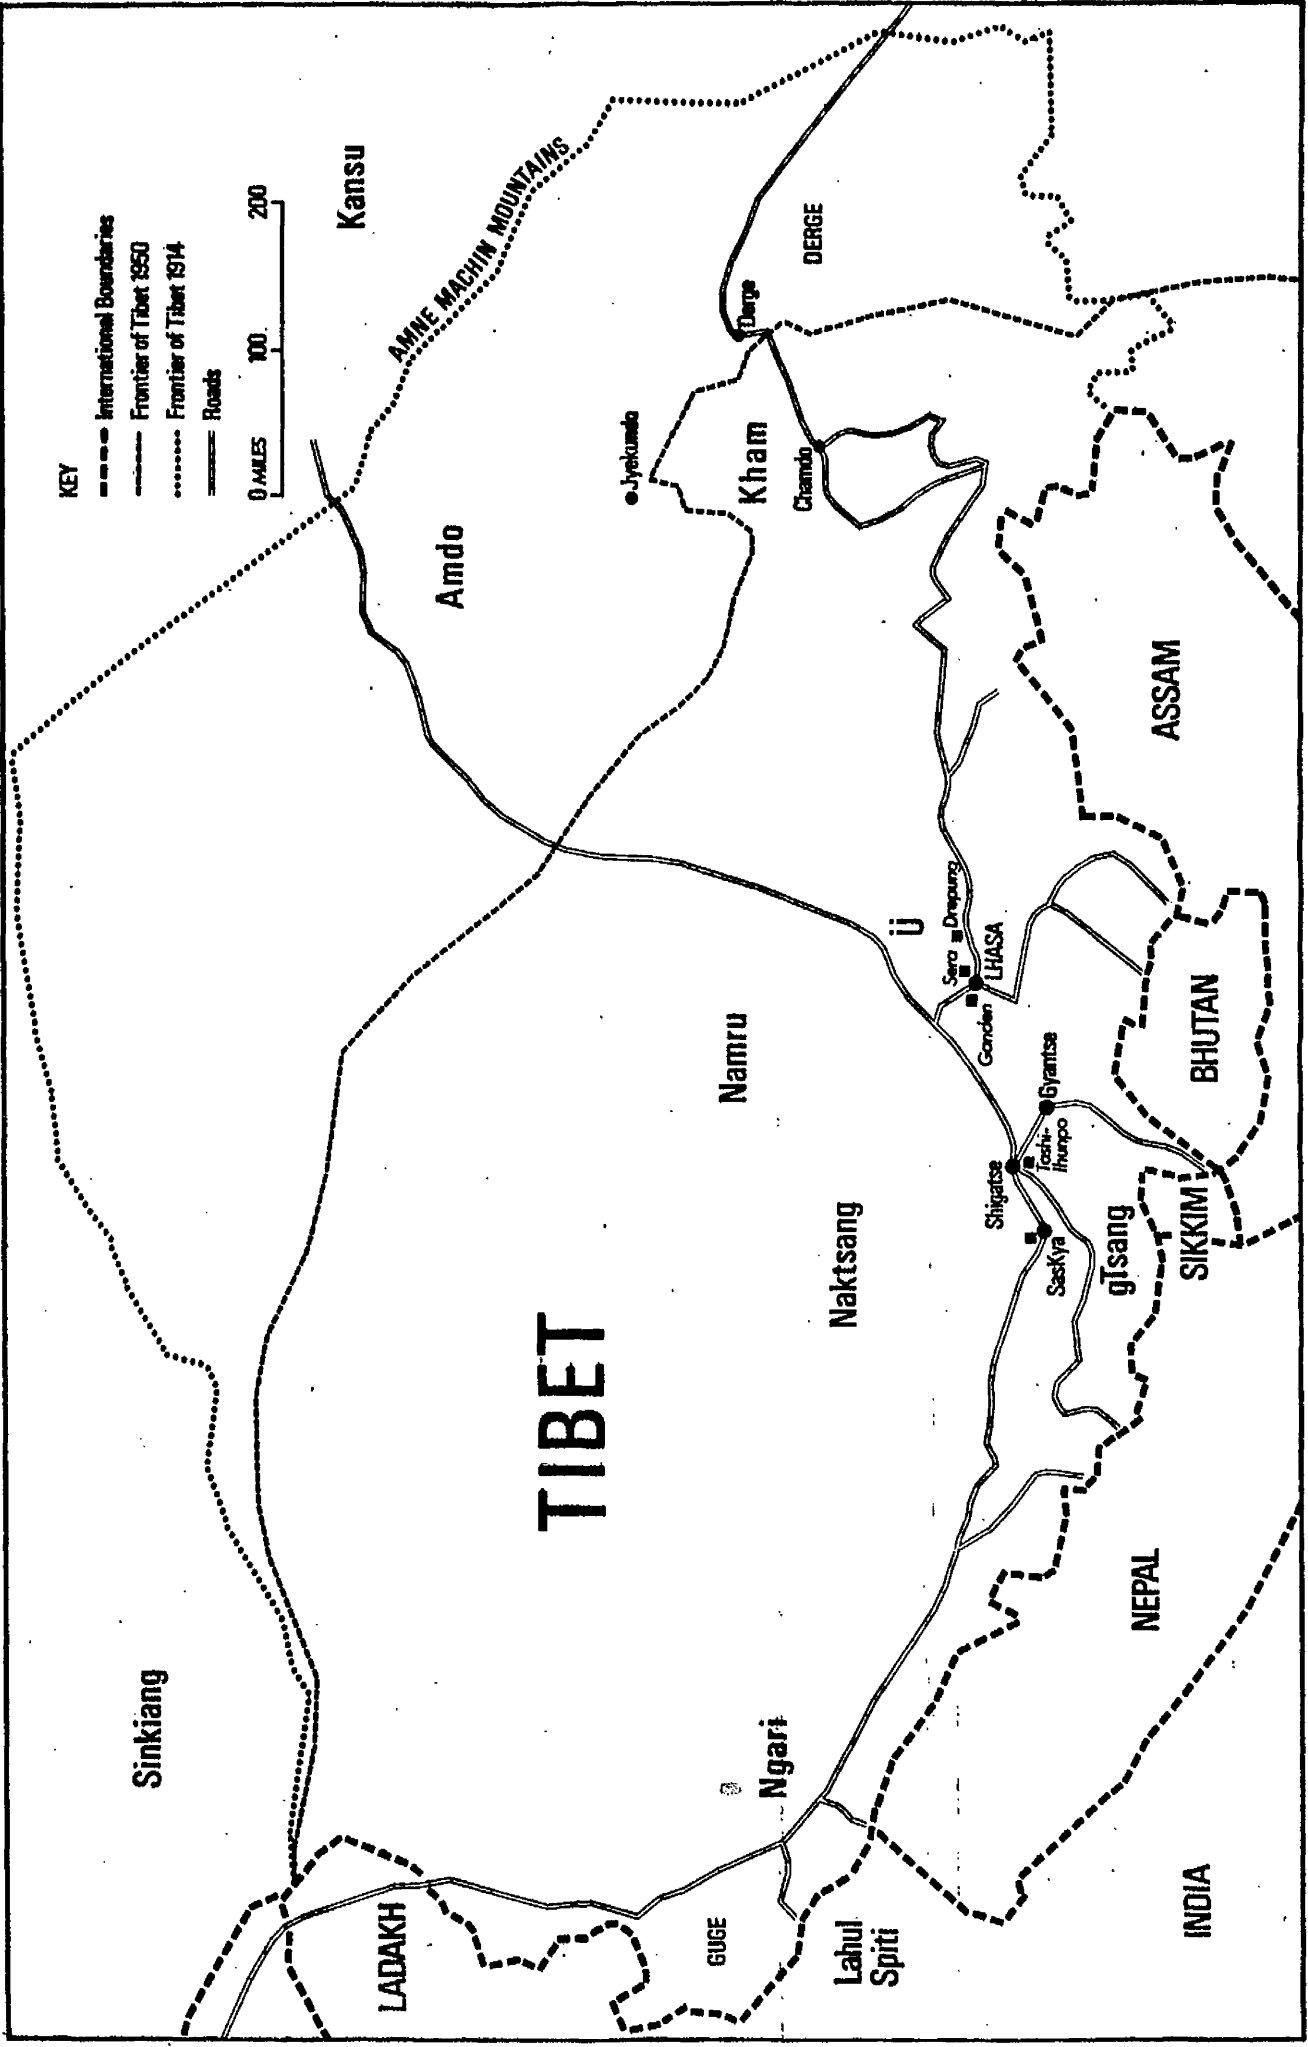 KEY
International Boundaries
Frontier of Tibet 1950
Frontier of Tibet 1914
Roads
0 MILES 100 200
Sinkiang
Kansu
AMNE MACHIN MOUNTAINS
Amdo
LADAKH
TIBET
Jyekundo
Derge
DERGE
Kham
Chamdo
Namru
Naktsang
Ngari
GUGE
Lahul
Spiti
Ü
Sera
Drepung
LHASA
Ganden
Gyantse
Tashi-
lhunpo
Shigatse
SasKya
gTsang
SIKKIM
BHUTAN
ASSAM
NEPAL
INDIA